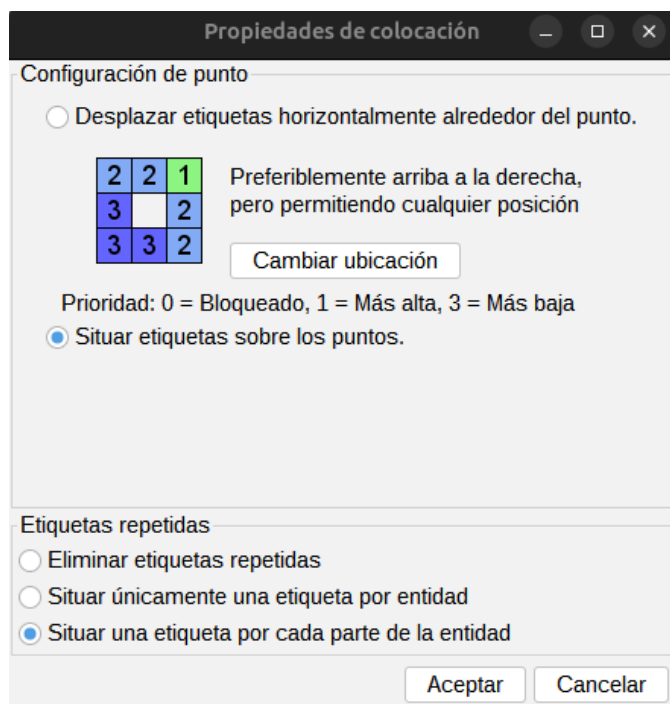 Propiedades de colocación
Configuración de punto
Desplazar etiquetas horizontalmente alrededor del punto.
2 2 1
3 2
3 3 2
Preferiblemente arriba a la derecha,
pero permitiendo cualquier posición
Cambiar ubicación
Prioridad: 0 = Bloqueado, 1 = Más alta, 3 = Más baja
Situar etiquetas sobre los puntos.
Etiquetas repetidas
Eliminar etiquetas repetidas
Situar únicamente una etiqueta por entidad
Situar una etiqueta por cada parte de la entidad
Aceptar Cancelar